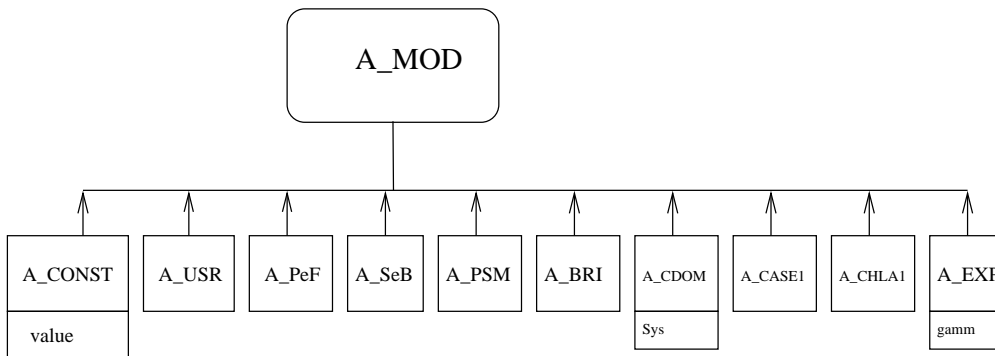 A_MOD
A_CONST A_USR A_PeF A_SeB A_PSM A_BRI A_CDOM A_CASE1 A_CHLA1
value Sys gamm